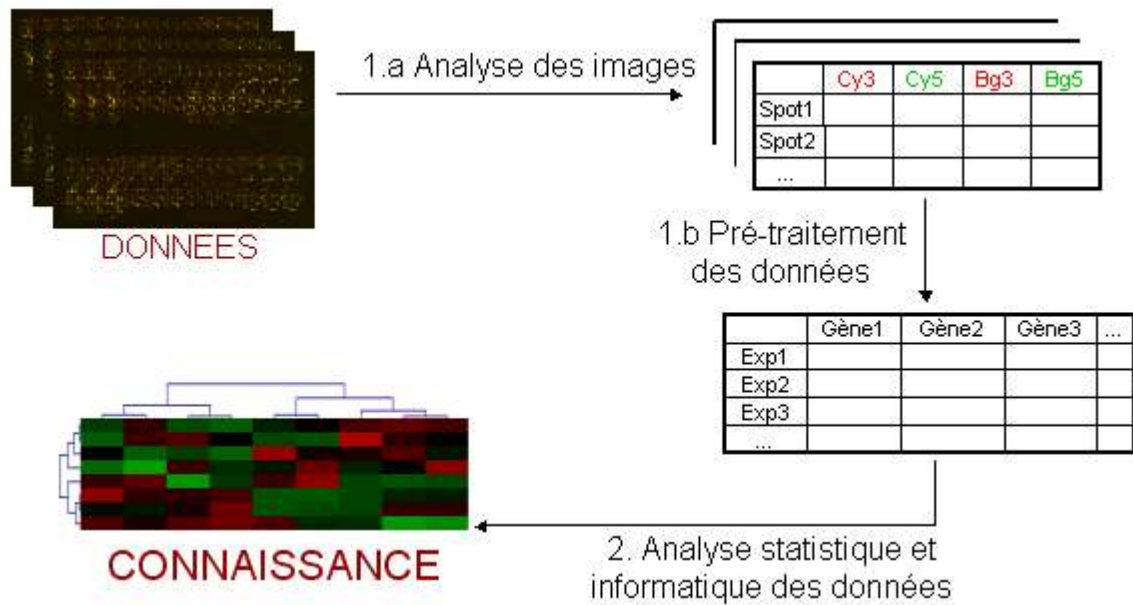 1.a Analyse des images
Cy3 Cy5 Bg3 Bg5
Spot1
Spot2
...
DONNEES
1.b Pré-traitement
des données
Gène1 Gène2 Gène3 ...
Exp1
Exp2
Exp3
...
CONNAISSANCE
2. Analyse statistique et
informatique des données